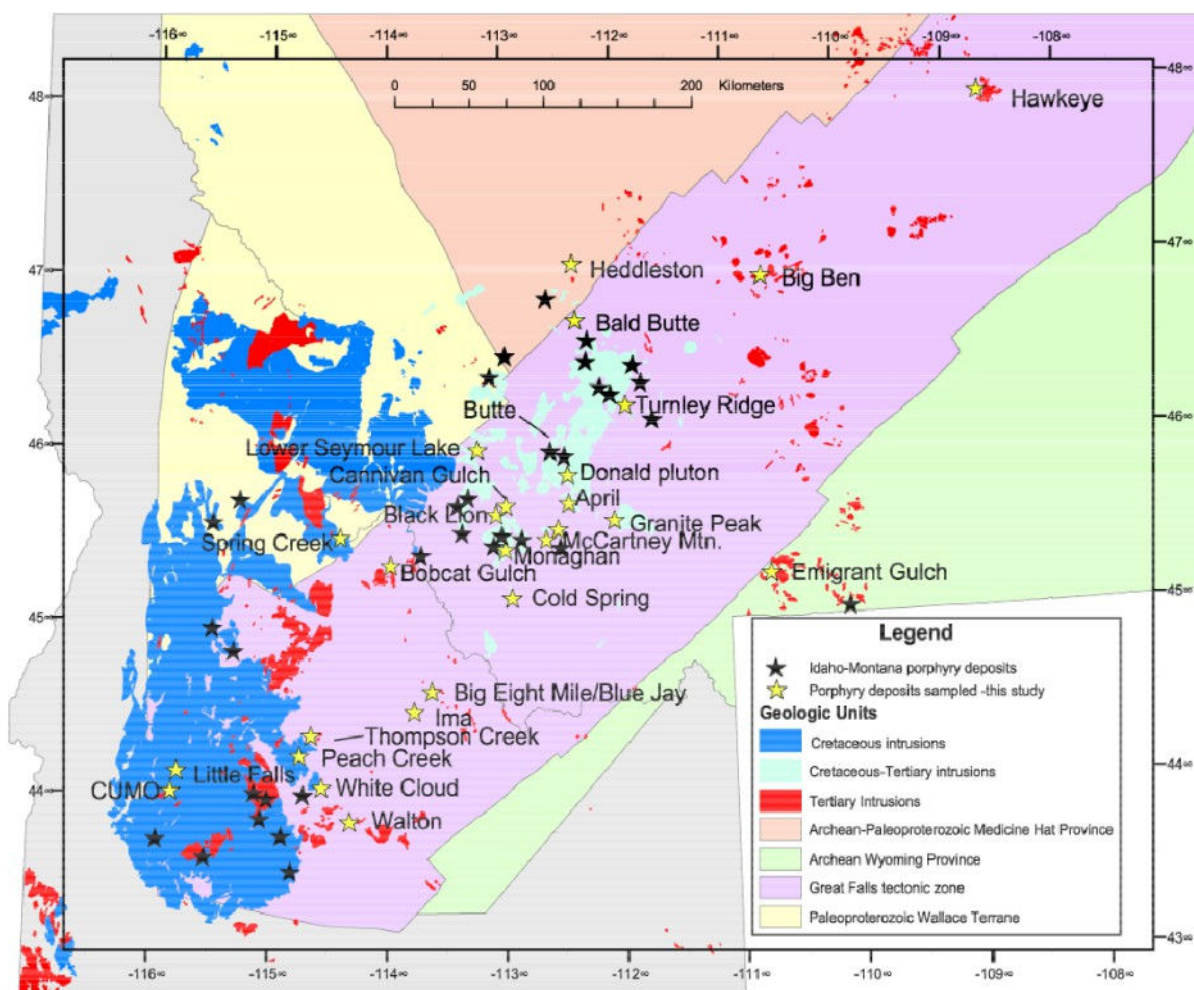 -116∞ -115∞ -114∞ -113∞ -112∞ -111∞ -110∞ -109∞ -108∞
0 50 100 200 Kilometers
48∞
48∞
Hawkeye
47∞
47∞
Heddleston
Big Ben
Bald Butte
Butte
Turnley Ridge
46∞
46∞
Lower Seymour Lake
Cannivan Gulch
Donald pluton
April
Black Lion
Granite Peak
Spring Creek
McCartney Mtn.
Monaghan
Bobcat Gulch
Emigrant Gulch
Cold Spring
45∞
45∞
Big Eight Mile/Blue Jay
Ima
Thompson Creek
Peach Creek
44∞
44∞
Little Falls
CUMO
White Cloud
Walton
43∞
Legend
Idaho-Montana porphyry deposits
Porphyry deposits sampled -this study
Geologic Units
Cretaceous intrusions
Cretaceous-Tertiary intrusions
Tertiary Intrusions
Archean-Paleoproterozoic Medicine Hat Province
Archean Wyoming Province
Great Falls tectonic zone
Paleoproterozoic Wallace Terrane
-116∞ -115∞ -114∞ -113∞ -112∞ -111∞ -110∞ -109∞ -108∞